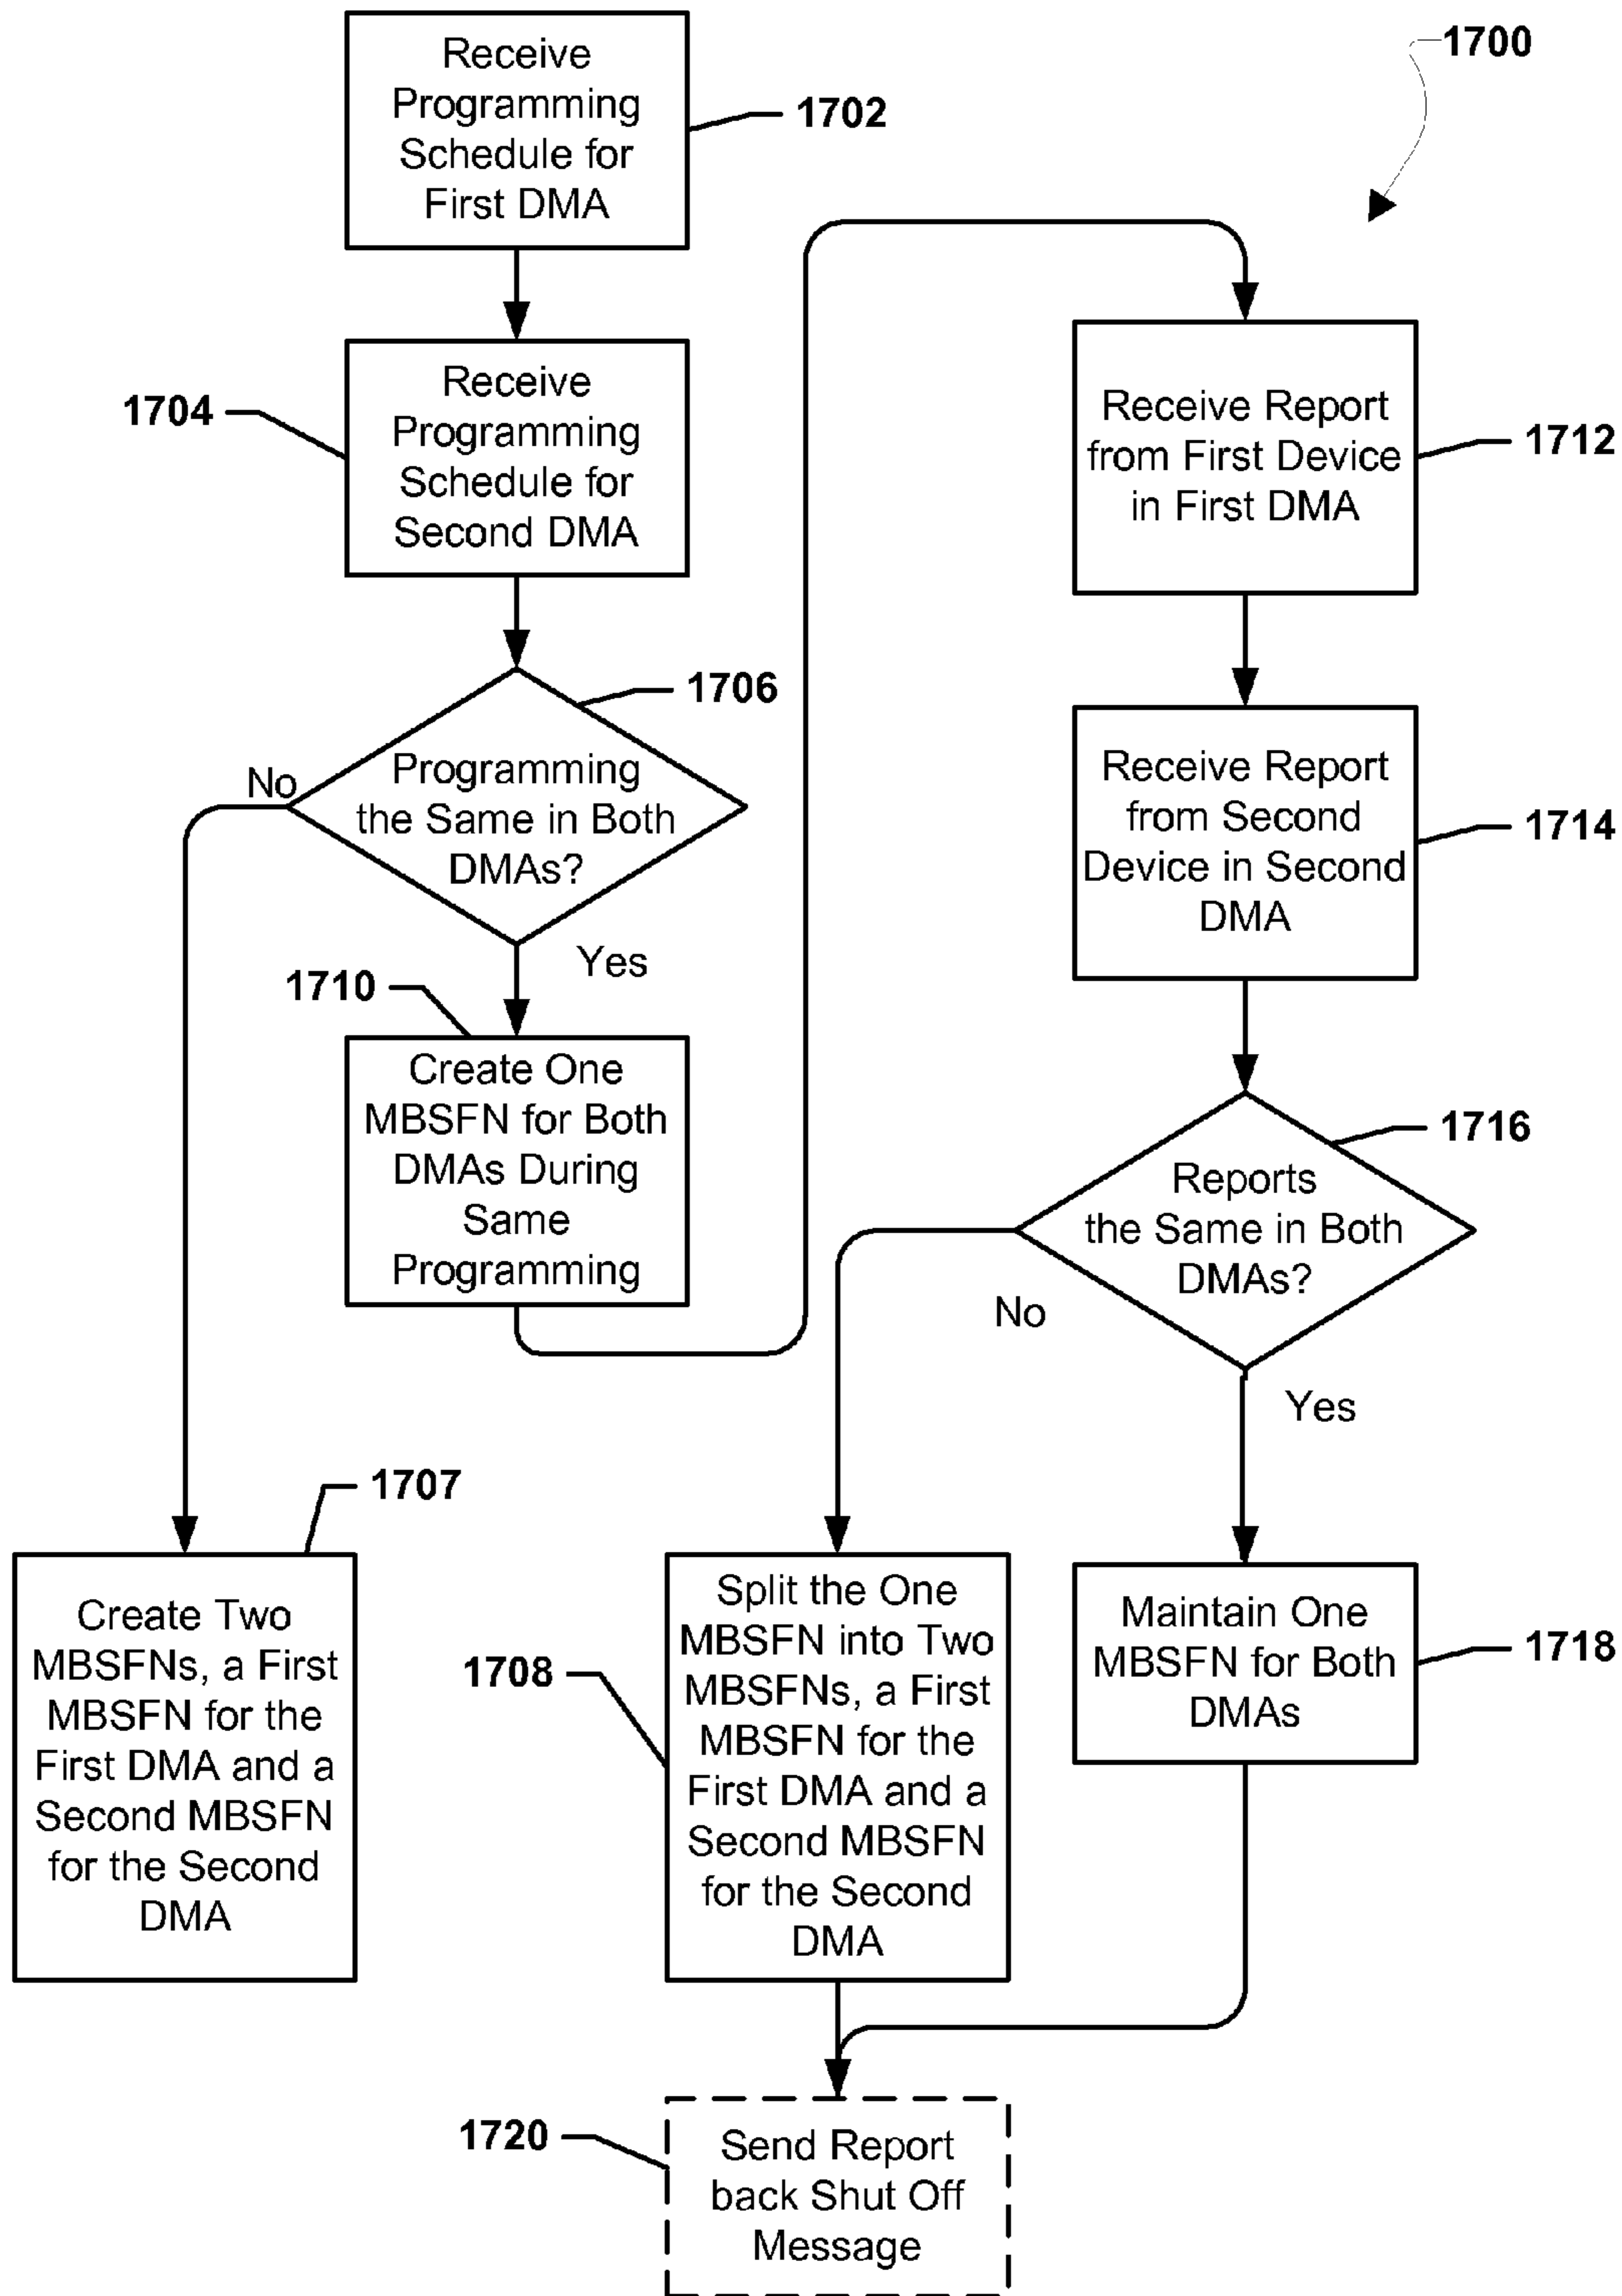 1700
Receive
Programming
Schedule for
First DMA
1702
Receive
Programming
Schedule for
Second DMA
1704
1706
Programming
the Same in Both
DMAs?
No
Yes
1710
Create One
MBSFN for Both
DMAs During
Same
Programming
1707
Create Two
MBSFNs, a First
MBSFN for the
First DMA and a
Second MBSFN
for the Second
DMA
Receive Report
from First Device
in First DMA
1712
Receive Report
from Second
Device in Second
DMA
1714
1716
Reports
the Same in Both
DMAs?
No
Yes
1708
Split the One
MBSFN into Two
MBSFNs, a First
MBSFN for the
First DMA and a
Second MBSFN
for the Second
DMA
Maintain One
MBSFN for Both
DMAs
1718
1720
Send Report
back Shut Off
Message